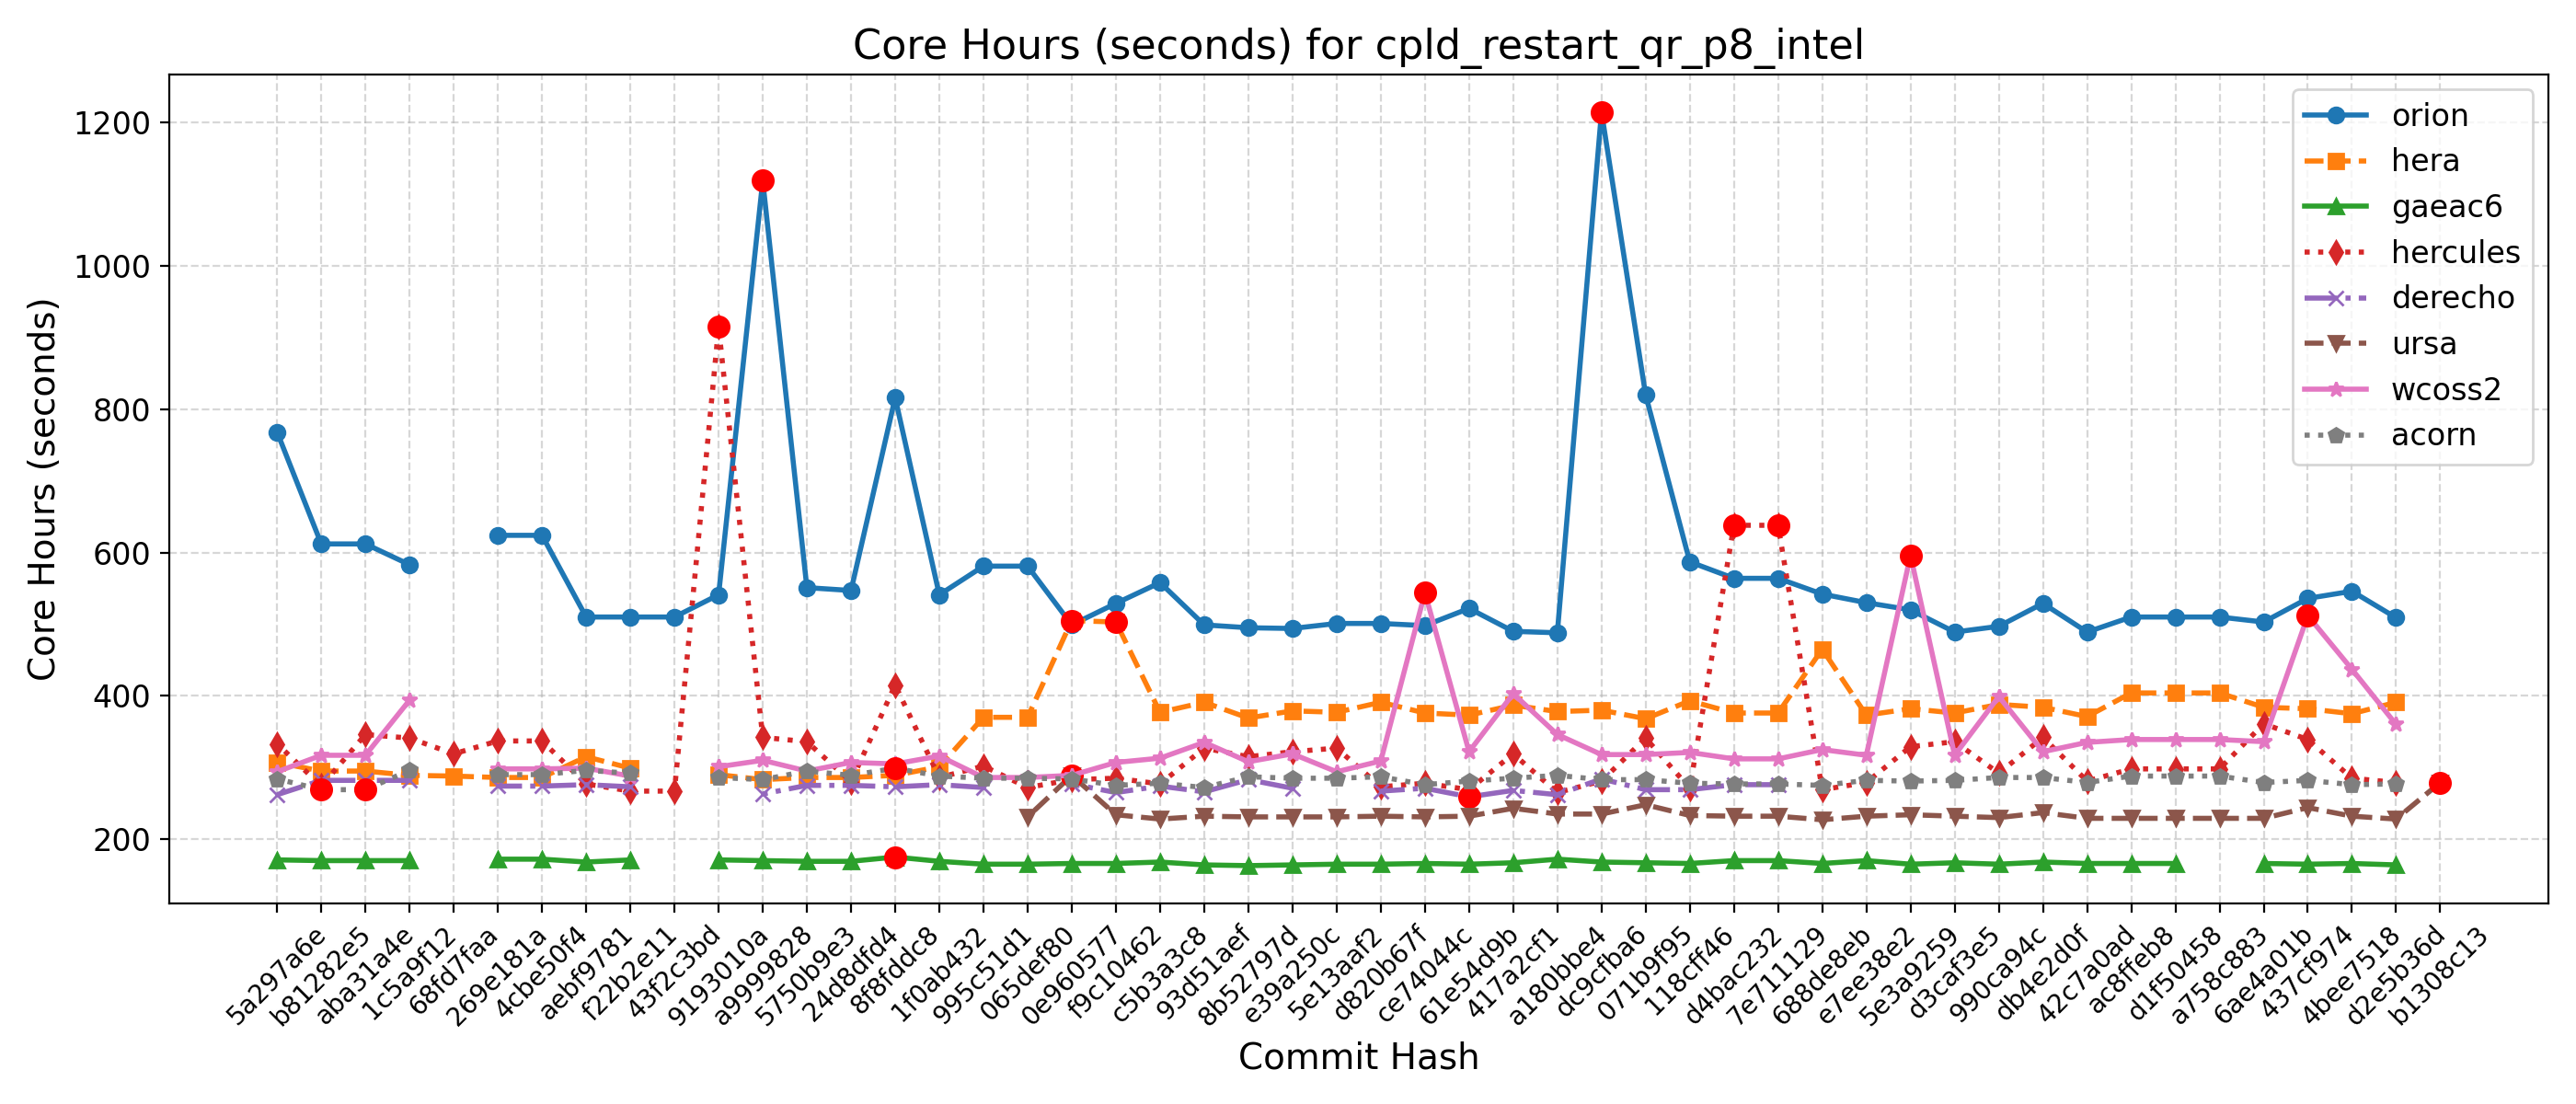 Core Hours (seconds) for cpld_restart_qr_p8_intel
Core Hours (seconds)
1200
1000
800
600
400
200
orion
hera
gaeac6
hercules
derecho
ursa
wcoss2
acorn
5a297a6e
b81282e5
aba31a4e
1c5a9f12
68fd7faa
269e181a
4cbe50f4
aebf9781
f22b2e11
43f2c3bd
9193010a
a9999828
5750b9e3
24d8dfd4
8f8fddc8
1f0ab432
995c51d1
065def80
0e960577
f9c10462
c5b3a3c8
93d51aef
8b52797d
e39a250c
5e13aaf2
d820b67f
ce74044c
61e54d9b
417a2cf1
a180bbe4
dc9cfba6
071b9f95
118cff46
d4bac232
7e711129
688de8eb
e7ee38e2
5e3a9259
d3caf3e5
990ca94c
db4e2d0f
42c7a0ad
ac8ffeb8
d1f50458
a758c883
6ae4a01b
437cf974
4bee7518
d2e5b36d
b1308c13
Commit Hash